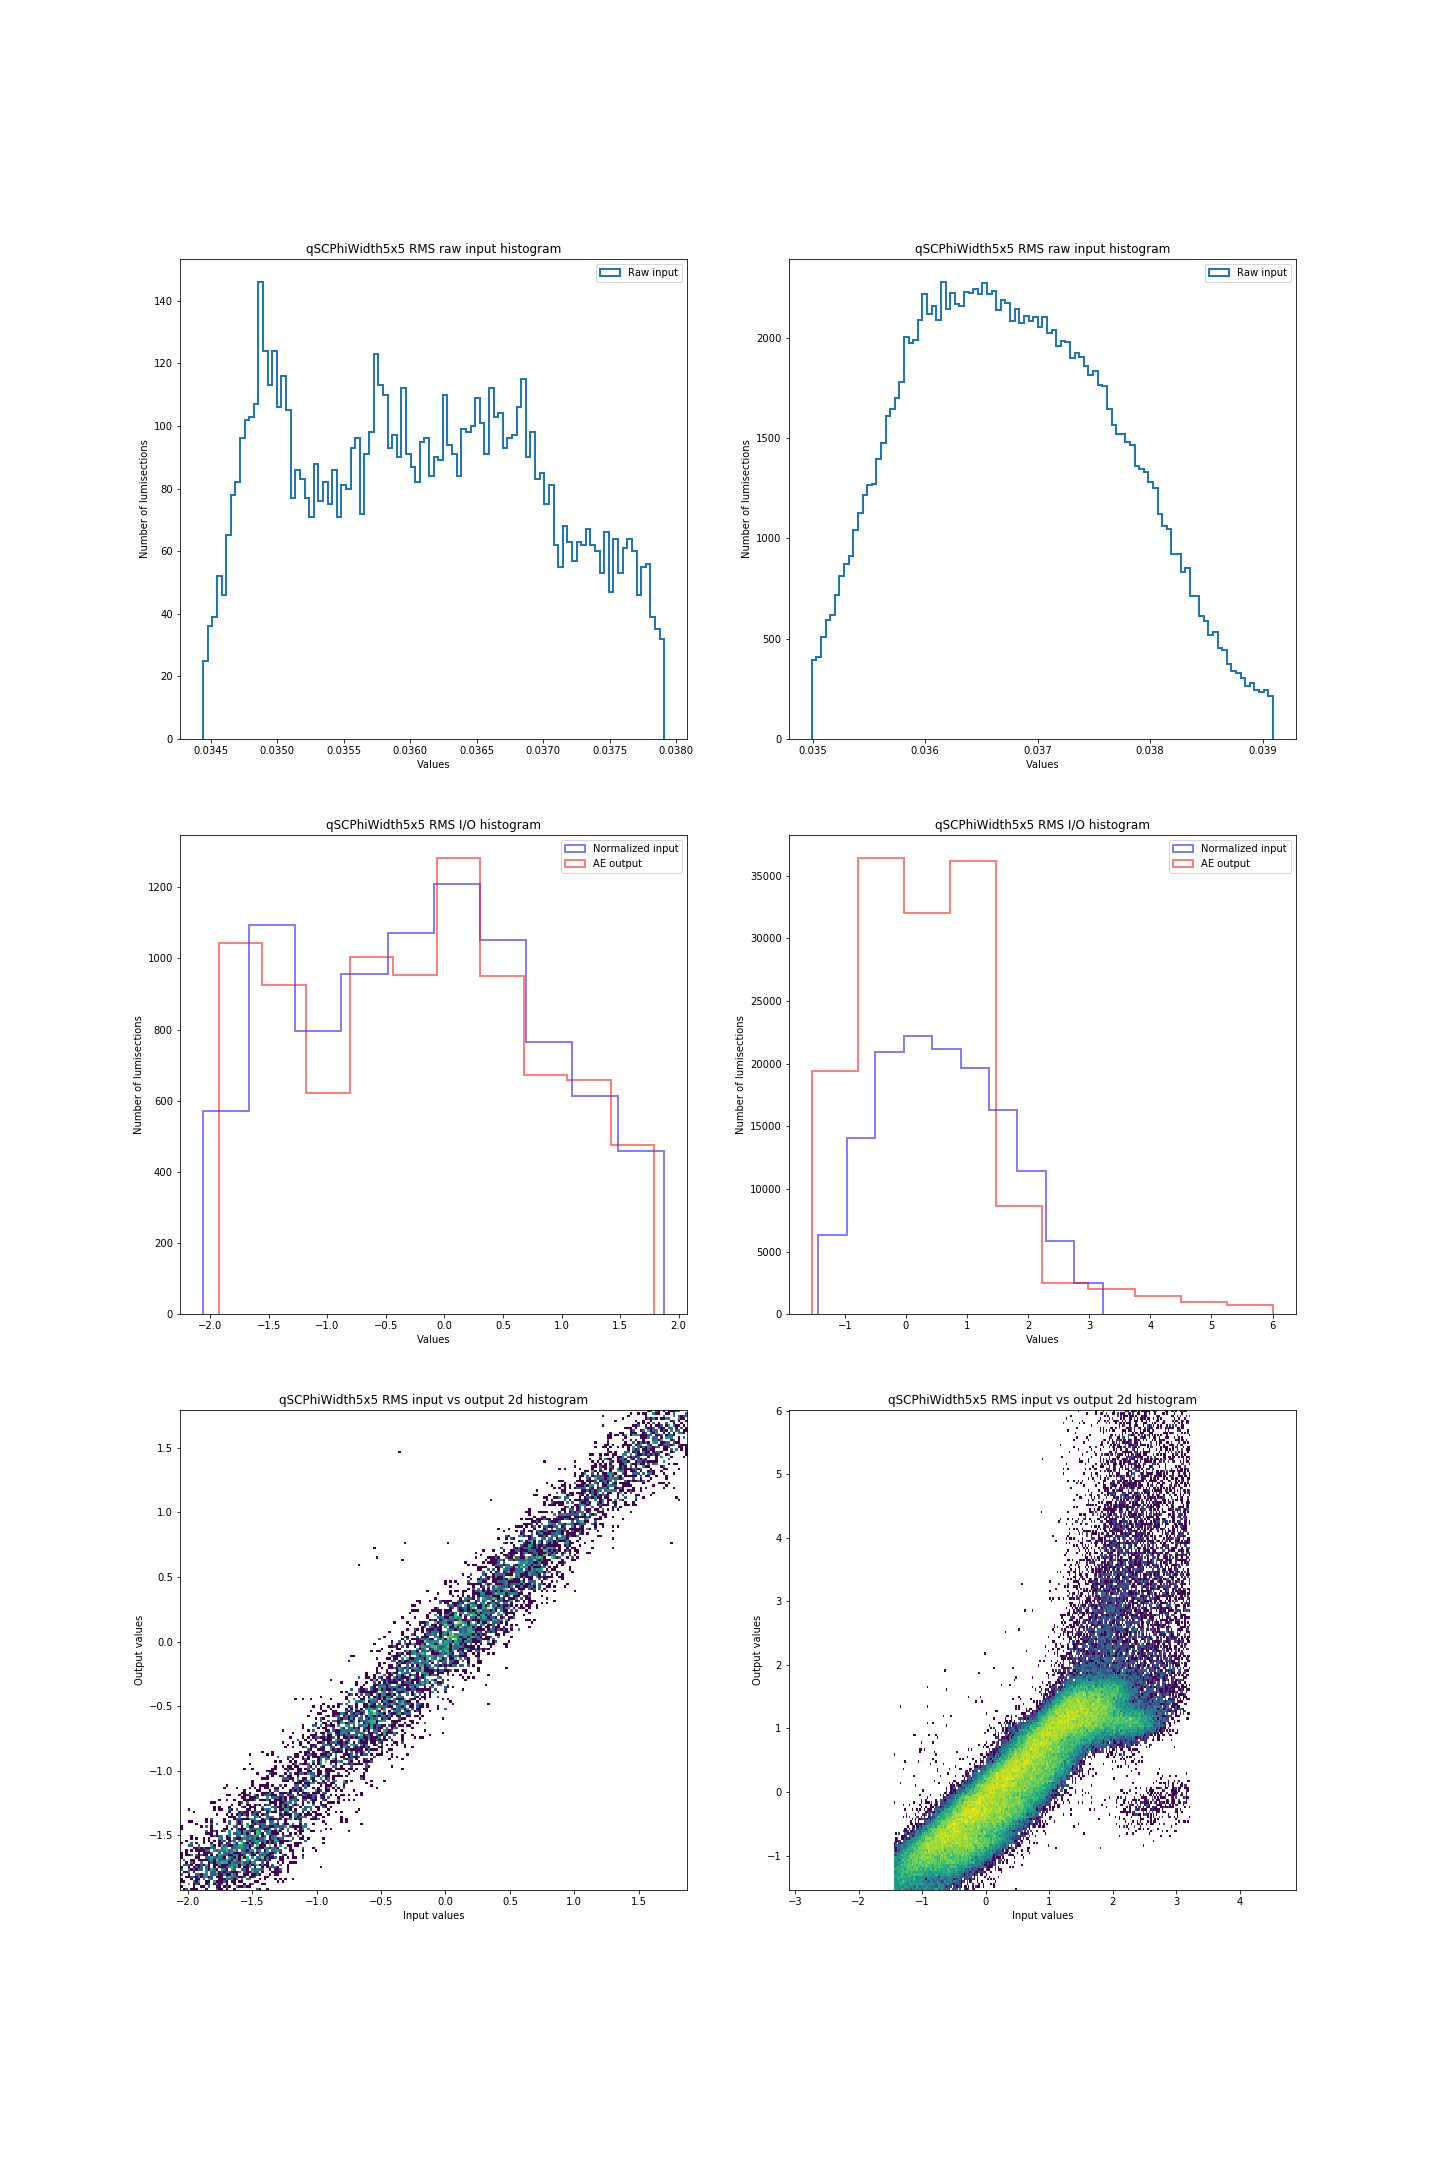 qSCPhiWidth5x5 RMS raw input histogram
Raw input
Number of lumisections
140
120
100
80
60
40
20
0
0.0345 0.0350 0.0355 0.0360 0.0365 0.0370 0.0375 0.0380
Values
qSCPhiWidth5x5 RMS raw input histogram
Raw input
Number of lumisections
2000
1500
1000
500
0
0.035 0.036 0.037 0.038 0.039
Values
qSCPhiWidth5x5 RMS I/O histogram
Normalized input
AE output
Number of lumisections
1200
1000
800
600
400
200
0
−2.0 −1.5 −1.0 −0.5 0.0 0.5 1.0 1.5 2.0
Values
qSCPhiWidth5x5 RMS I/O histogram
Normalized input
AE output
Number of lumisections
35000
30000
25000
20000
15000
10000
5000
0
−1 0 1 2 3 4 5 6
Values
qSCPhiWidth5x5 RMS input vs output 2d histogram
Output values
1.5
1.0
0.5
0.0
−0.5
−1.0
−1.5
−2.0 −1.5 −1.0 −0.5 0.0 0.5 1.0 1.5
Input values
qSCPhiWidth5x5 RMS input vs output 2d histogram
Output values
6
5
4
3
2
1
0
−1
−3 −2 −1 0 1 2 3 4
Input values